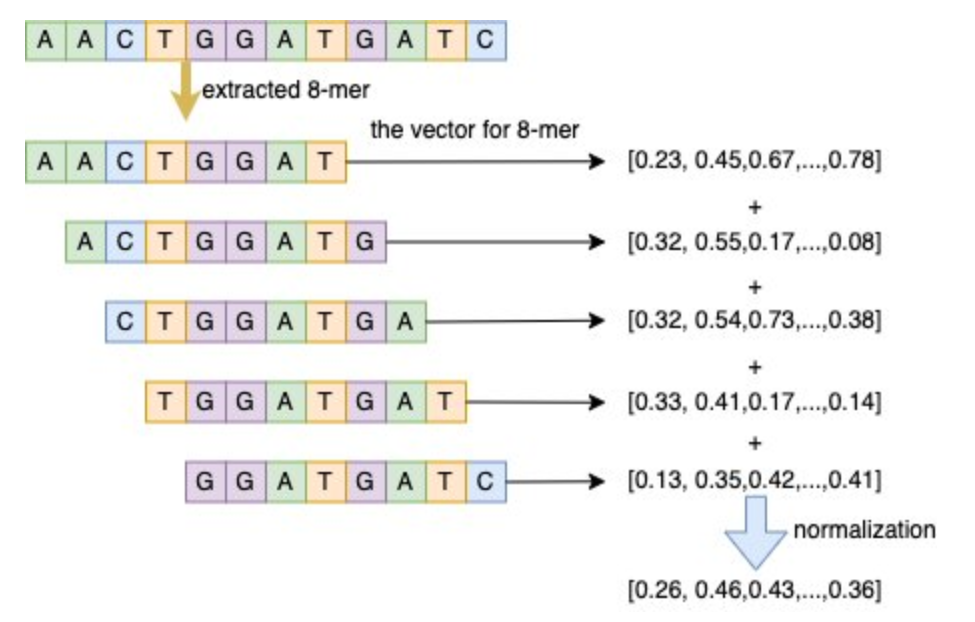 A A C T G G A T G A T C
extracted 8-mer
the vector for 8-mer
A A C T G G A T [0.23, 0.45,0.67,...,0.78]
+
A C T G G A T G [0.32, 0.55,0.17,...,0.08]
+
C T G G A T G A [0.32, 0.54,0.73,...,0.38]
+
T G G A T G A T [0.33, 0.41,0.17,...,0.14]
+
G G A T G A T C [0.13, 0.35,0.42,...,0.41]
normalization
[0.26, 0.46,0.43,...,0.36]